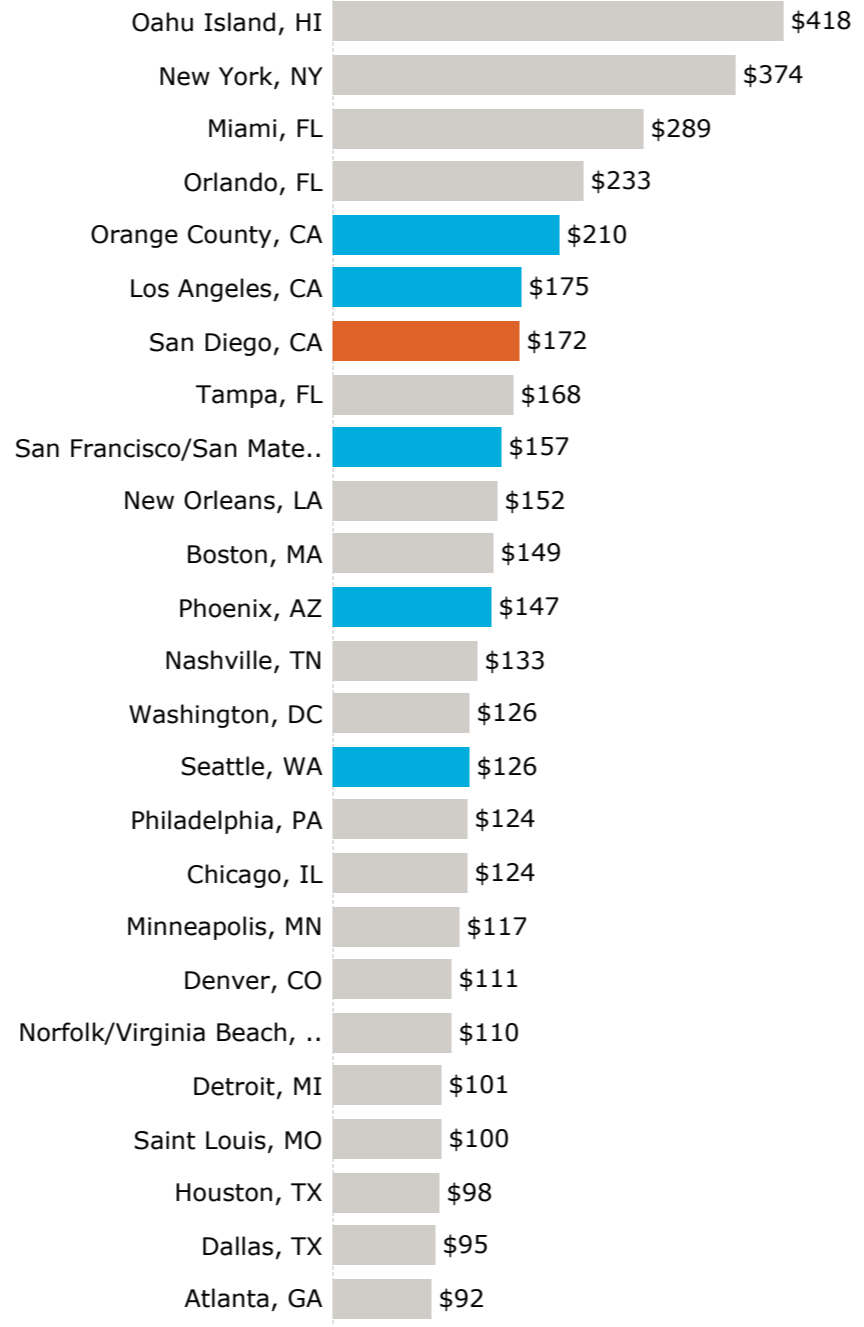 Oahu Island, HI $418
New York, NY $374
Miami, FL $289
Orlando, FL $233
Orange County, CA $210
Los Angeles, CA $175
San Diego, CA $172
Tampa, FL $168
San Francisco/San Mate.. $157
New Orleans, LA $152
Boston, MA $149
Phoenix, AZ $147
Nashville, TN $133
Washington, DC $126
Seattle, WA $126
Philadelphia, PA $124
Chicago, IL $124
Minneapolis, MN $117
Denver, CO $111
Norfolk/Virginia Beach, .. $110
Detroit, MI $101
Saint Louis, MO $100
Houston, TX $98
Dallas, TX $95
Atlanta, GA $92